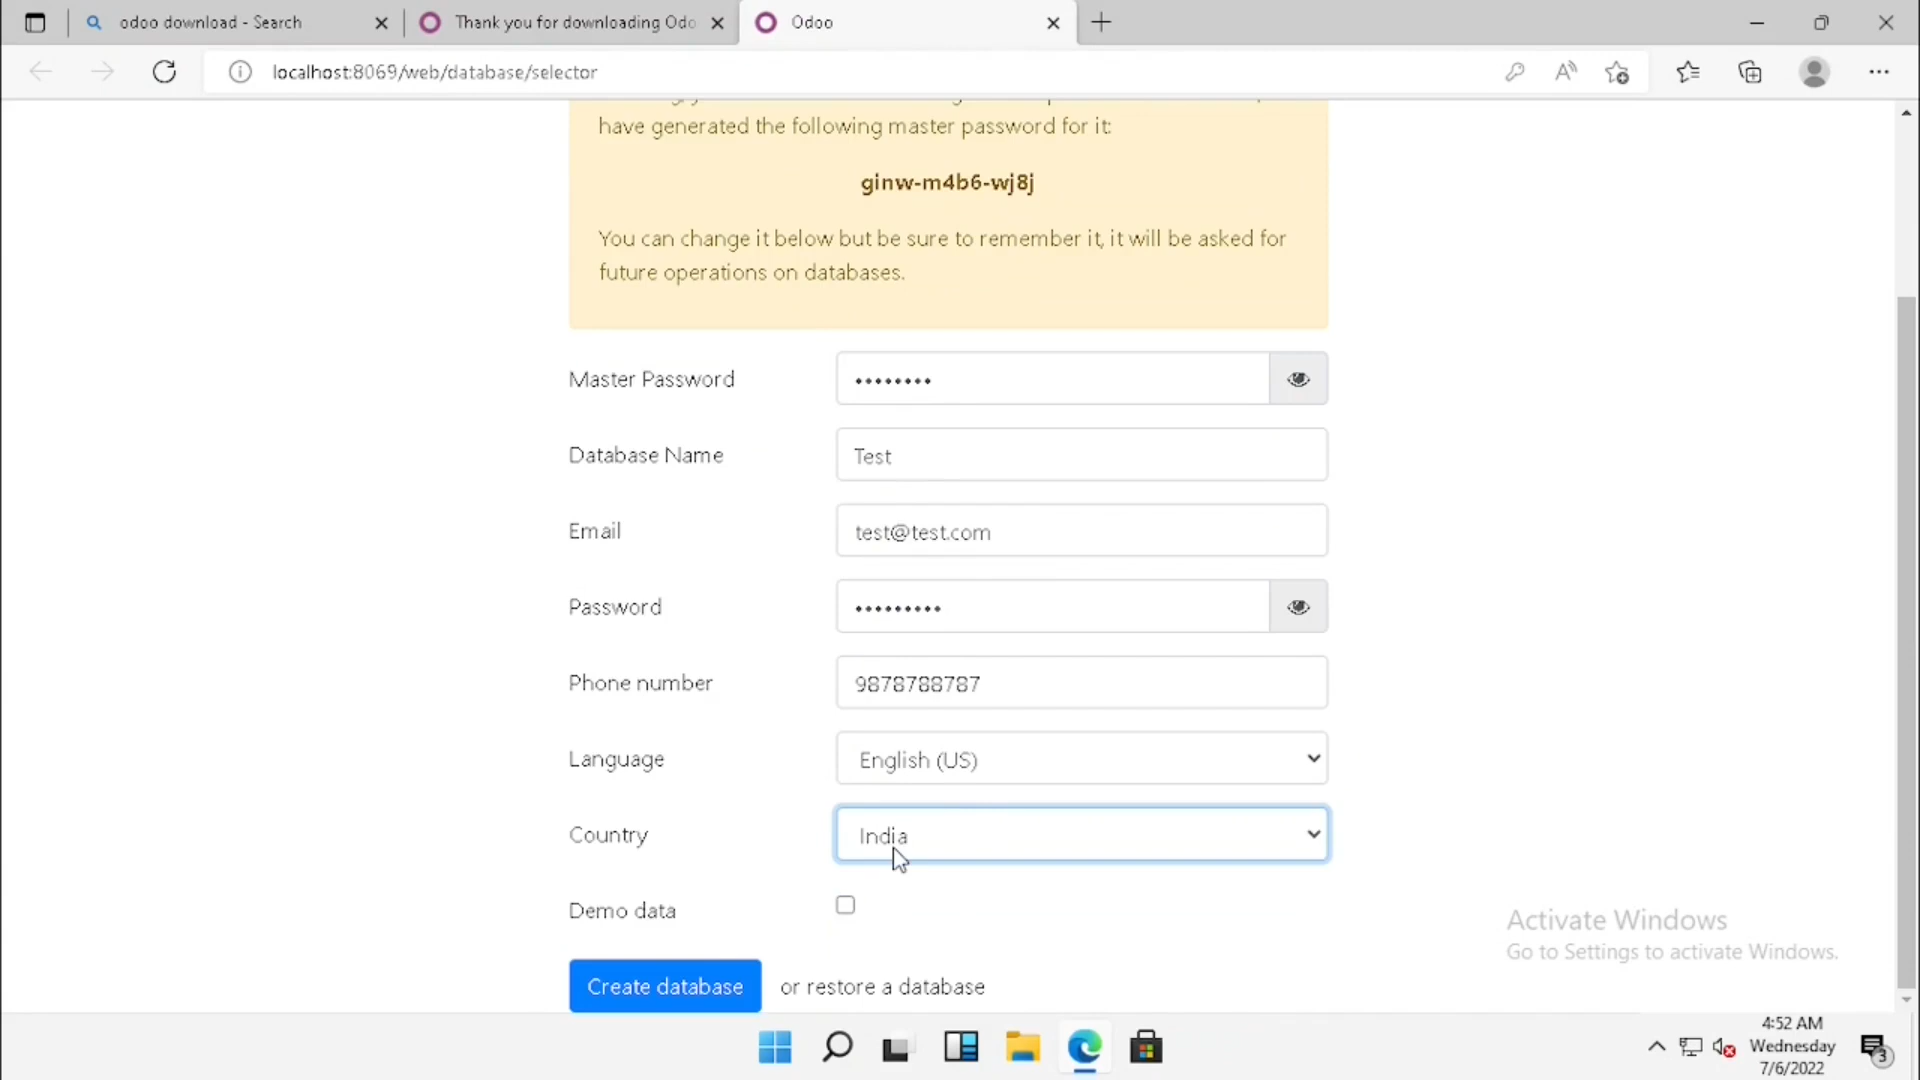 odoo download - Search
Thank you for downloading Odo
Odoo
localhost:8069/web/database/selector
have generated the following master password for it:
ginw-m4b6-wj8j
You can change it below but be sure to remember it, it will be asked for
future operations on databases.
Master Password
••••••••
Database Name
Test
Email
test@test.com
Password
•••••••••
Phone number
9878788787
Language
English (US)
Country
India
Demo data
Create database
or restore a database
Activate Windows
Go to Settings to activate Windows.
4:52 AM
Wednesday
7/6/2022
3